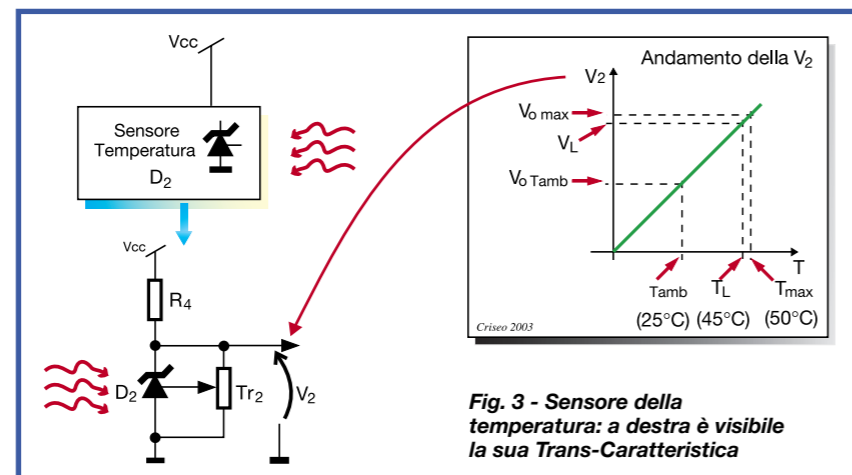 Vcc
Sensore
Temperatura
D2
Vcc
R4
D2
Tr2
V2
Andamento della V2
V2
Vo max
VL
Vo Tamb
T
Tamb
TL
Tmax
(25°C) (45°C) (50°C)
Criseo 2003
Fig. 3 - Sensore della
temperatura: a destra è visibile
la sua Trans-Caratteristica